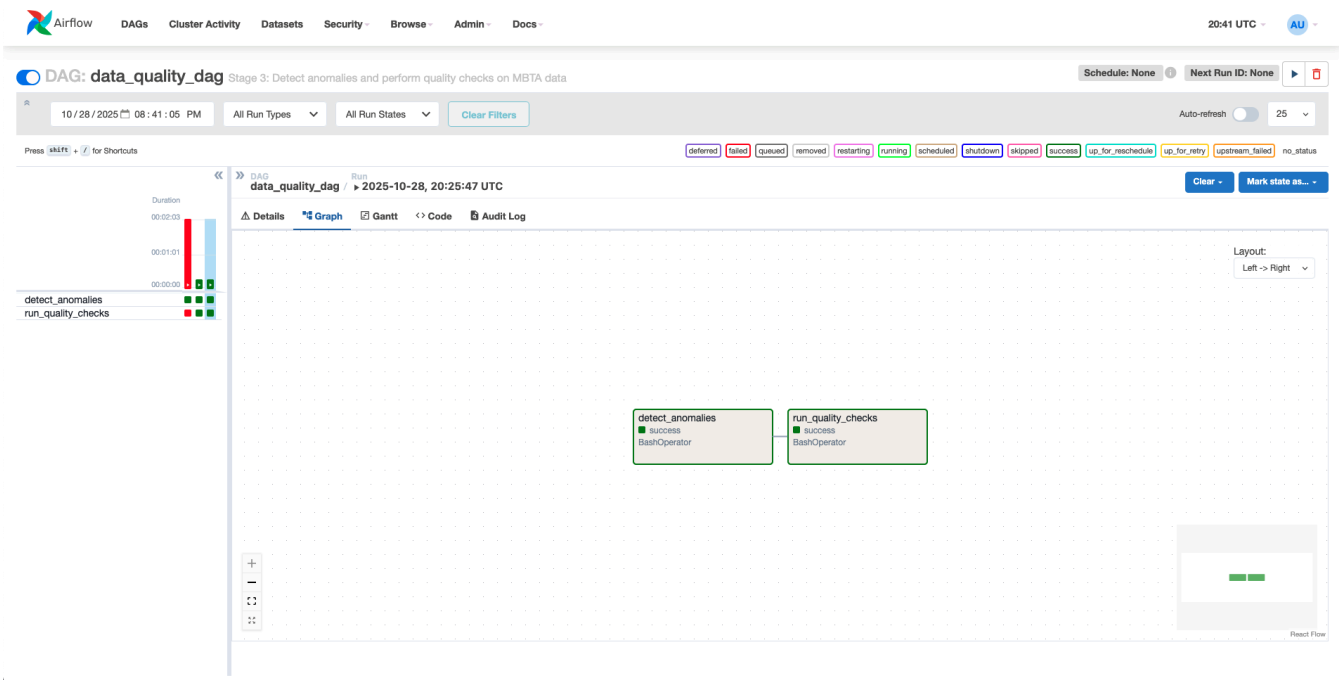 Airflow DAGs Cluster Activity Datasets Security Browse Admin Docs 20:41 UTC AU
DAG: data_quality_dag Stage 3: Detect anomalies and perform quality checks on MBTA data Schedule: None Next Run ID: None
10 / 28 / 2025 08 : 41 : 05 PM All Run Types All Run States Clear Filters Auto-refresh 25
Press shift + / for Shortcuts deferred failed queued removed restarting running scheduled shutdown skipped success up_for_reschedule up_for_retry upstream_failed no_status
DAG Run
data_quality_dag / 2025-10-28, 20:25:47 UTC Clear Mark state as...
Details Graph Gantt Code Audit Log
Duration
00:02:03
00:01:01
00:00:00
detect_anomalies
run_quality_checks
Layout:
Left -> Right
detect_anomalies
success
BashOperator
run_quality_checks
success
BashOperator
React Flow